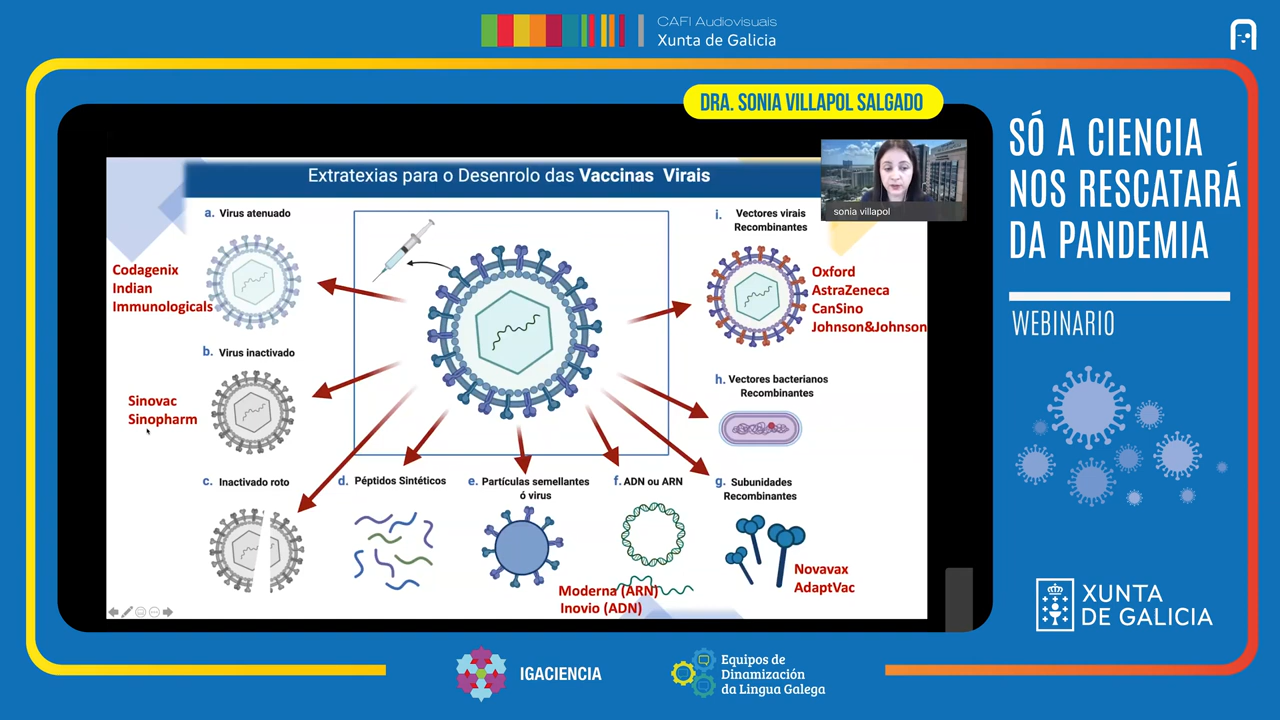 CAFI Audiovisuais
Xunta de Galicia
DRA. SONIA VILLAPOL SALGADO
SÓ A CIENCIA
NOS RESCATARÁ
DA PANDEMIA
WEBINARIO
sonia villapol
Extratexias para o Desenrolo das Vaccinas Virais
a. Virus atenuado
Codagenix
Indian
Immunologicals
b. Virus inactivado
Sinovac
Sinopharm
c. Inactivado roto
d. Péptidos Sintéticos
e. Partículas semellantes
ó virus
f. ADN ou ARN
Moderna (ARN)
Inovio (ADN)
g. Subunidades
Recombinantes
Novavax
AdaptVac
h. Vectores bacterianos
Recombinantes
i. Vectores virais
Recombinantes
Oxford
AstraZeneca
CanSino
Johnson&Johnson
XUNTA
DE GALICIA
IGACIENCIA
Equipos de
Dinamización
da Lingua Galega